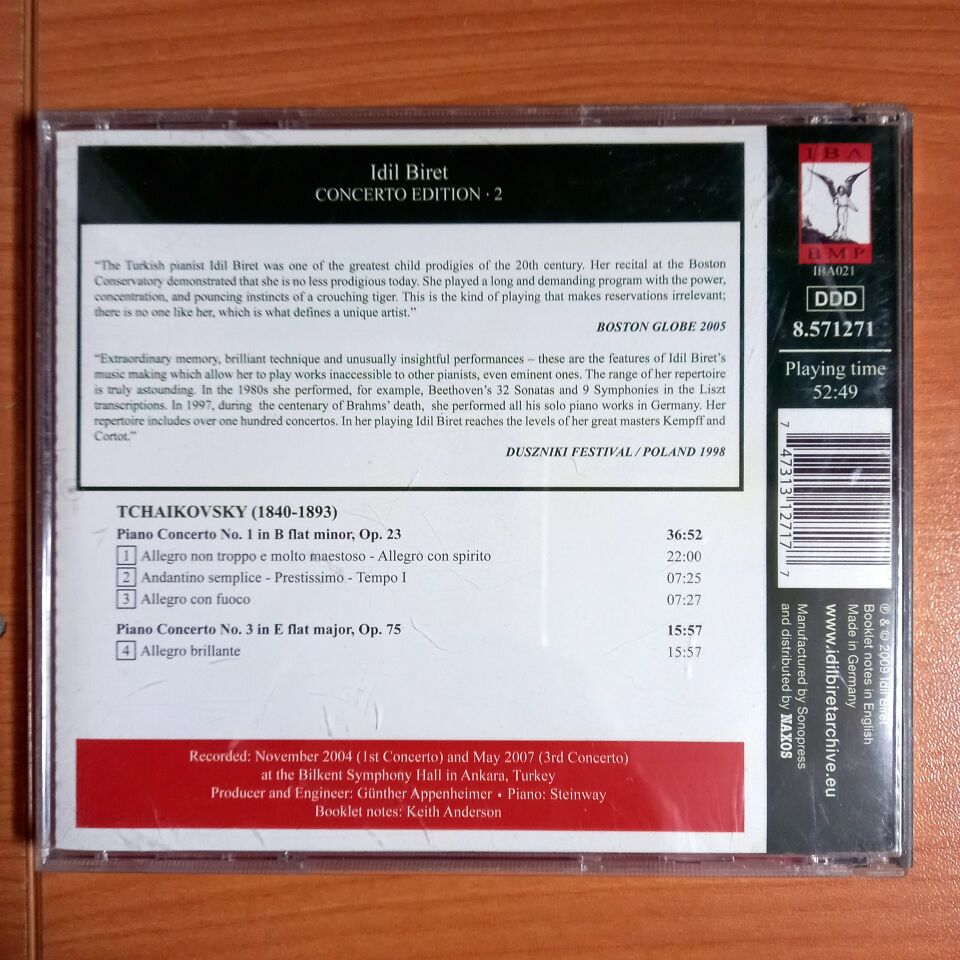 Idil Biret
CONCERTO EDITION · 2
"The Turkish pianist Idil Biret was one of the greatest child prodigies of the 20th century. Her recital at the Boston
Conservatory demonstrated that she is no less prodigious today. She played a long and demanding program with the power,
concentration, and pouncing instincts of a crouching tiger. This is the kind of playing that makes reservations irrelevant;
there is no one like her, which is what defines a unique artist."
BOSTON GLOBE 2005
"Extraordinary memory, brilliant technique and unusually insightful performances – these are the features of Idil Biret's
music making which allow her to play works inaccessible to other pianists, even eminent ones. The range of her repertoire
is truly astounding. In the 1980s she performed, for example, Beethoven's 32 Sonatas and 9 Symphonies in the Liszt
transcriptions. In 1997, during the centenary of Brahms' death, she performed all his solo piano works in Germany. Her
repertoire includes over one hundred concertos. In her playing Idil Biret reaches the levels of her great masters Kempff and
Cortot."
DUSZNIKI FESTIVAL / POLAND 1998
TCHAIKOVSKY (1840-1893)
Piano Concerto No. 1 in B flat minor, Op. 23 36:52
1 Allegro non troppo e molto maestoso - Allegro con spirito 22:00
2 Andantino semplice - Prestissimo - Tempo I 07:25
3 Allegro con fuoco 07:27
Piano Concerto No. 3 in E flat major, Op. 75 15:57
4 Allegro brillante 15:57
Recorded: November 2004 (1st Concerto) and May 2007 (3rd Concerto)
at the Bilkent Symphony Hall in Ankara, Turkey
Producer and Engineer: Günther Appenheimer • Piano: Steinway
Booklet notes: Keith Anderson
IBA
BMP
IBA021
DDD
8.571271
Playing time
52:49
7 47313 12717 7
℗ & © 2009 Idil Biret
Booklet notes in English
Made in Germany
www.idilbiretarchive.eu
Manufactured by Sonopress
and distributed by NAXOS